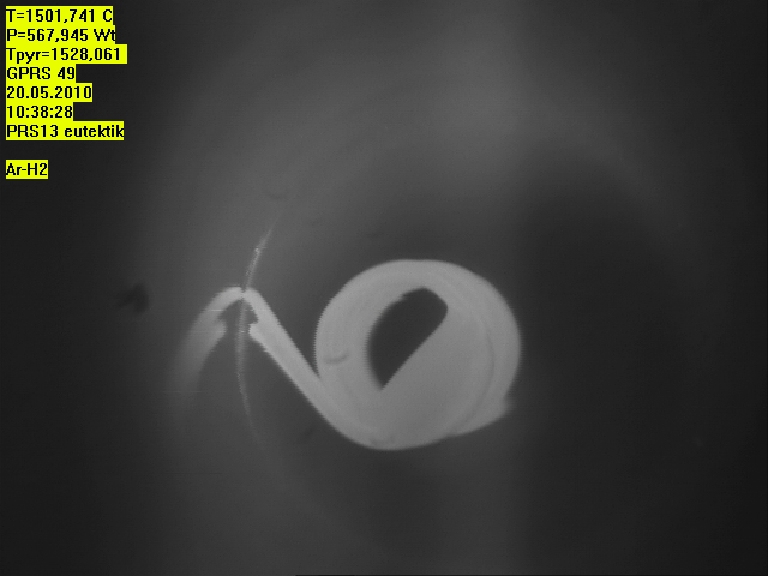 T=1501,741 C
P=567,945 Wt
Tpyr=1528,061
GPRS 49
20.05.2010
10:38:28
PRS13 eutektik
Ar-H2